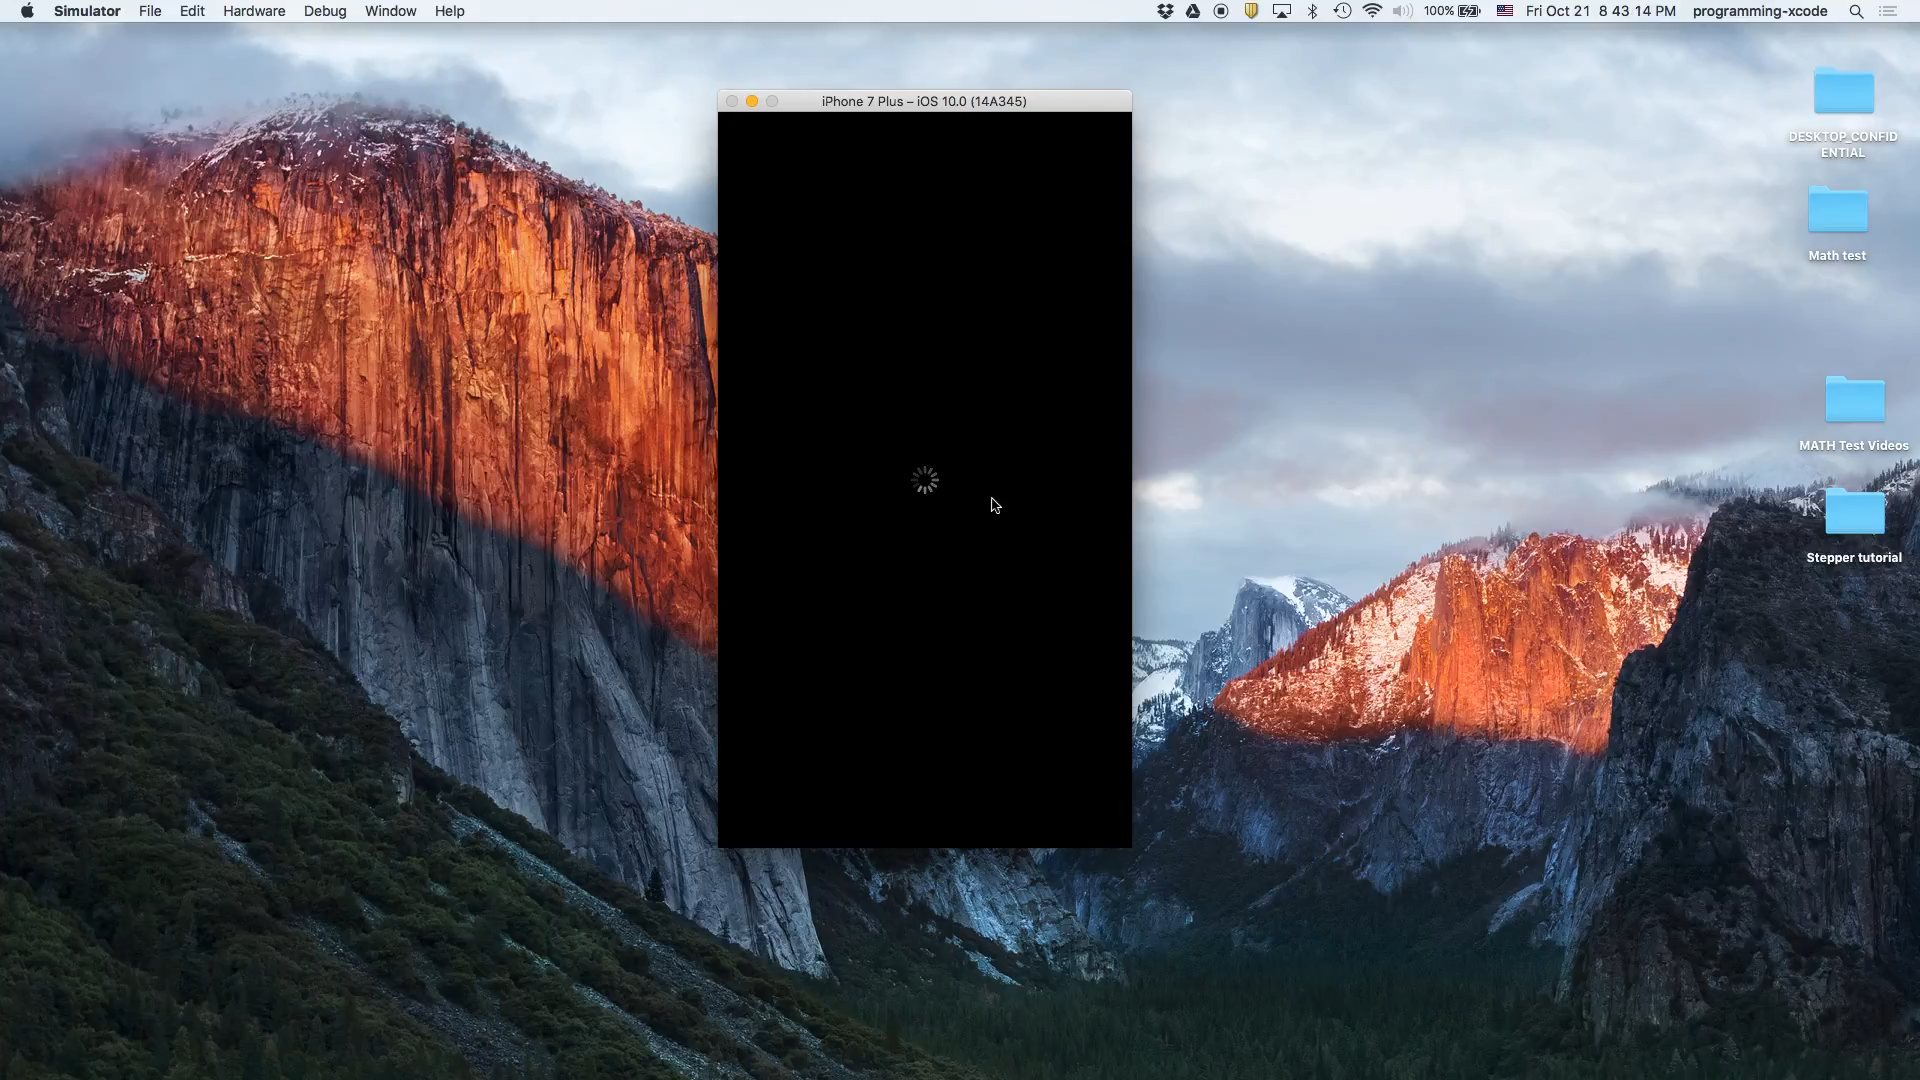 Simulator File Edit Hardware Debug Window Help 100% Fri Oct 21 8 43 14 PM programming-xcode
iPhone 7 Plus – iOS 10.0 (14A345)
DESKTOP_CONFID
ENTIAL
Math test
MATH Test Videos
Stepper tutorial